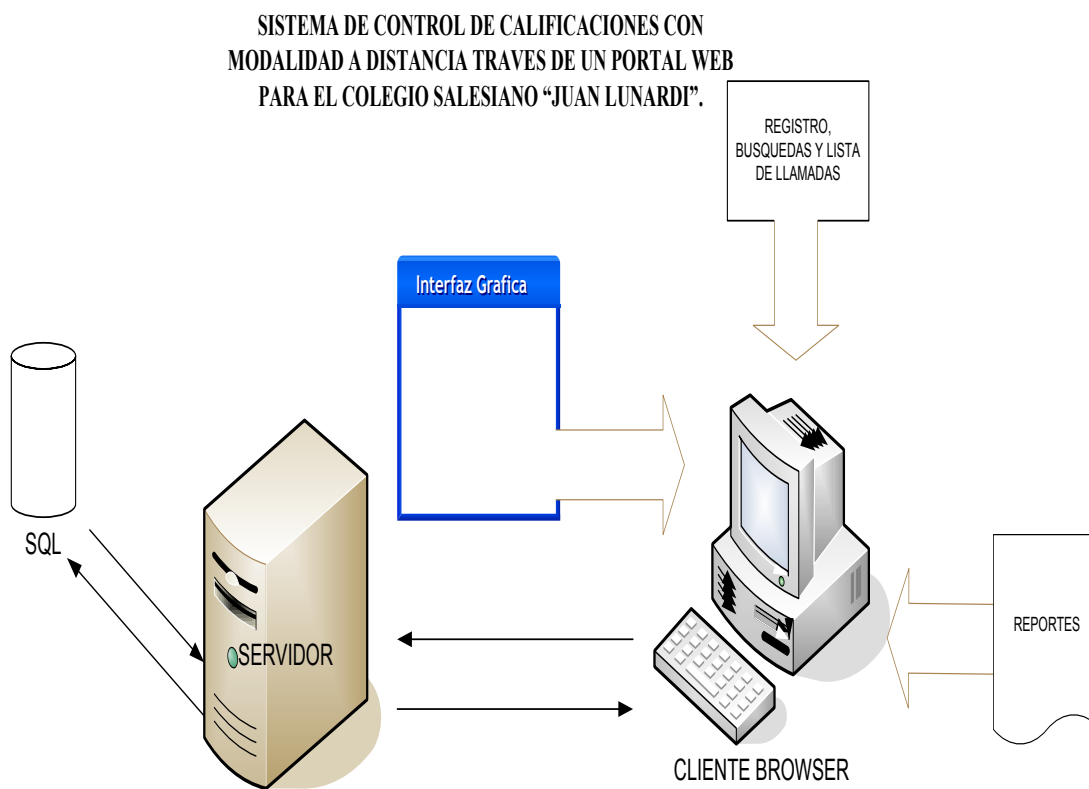 SISTEMA DE CONTROL DE CALIFICACIONES CON
MODALIDAD A DISTANCIA TRAVES DE UN PORTAL WEB
PARA EL COLEGIO SALESIANO “JUAN LUNARDI”.
REGISTRO,
BUSQUEDAS Y LISTA
DE LLAMADAS
Interfaz Grafica
SQL
SERVIDOR
REPORTES
CLIENTE BROWSER